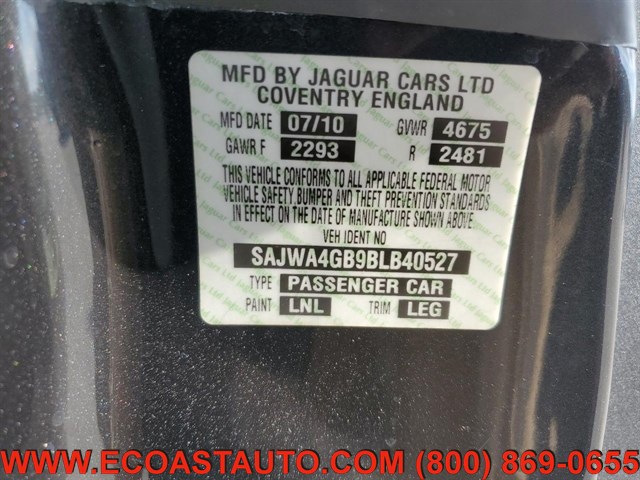 MFD BY JAGUAR CARS LTD
COVENTRY ENGLAND
MFD DATE 07/10 GVWR 4675
GAWR F 2293 R 2481
THIS VEHICLE CONFORMS TO ALL APPLICABLE FEDERAL MOTOR
VEHICLE SAFETY BUMPER AND THEFT PREVENTION STANDARDS
IN EFFECT ON THE DATE OF MANUFACTURE SHOWN ABOVE.
VEH IDENT NO
SAJWA4GB9BLB40527
TYPE PASSENGER CAR
PAINT LNL TRIM LEG
WWW.ECOASTAUTO.COM (800) 869-0655